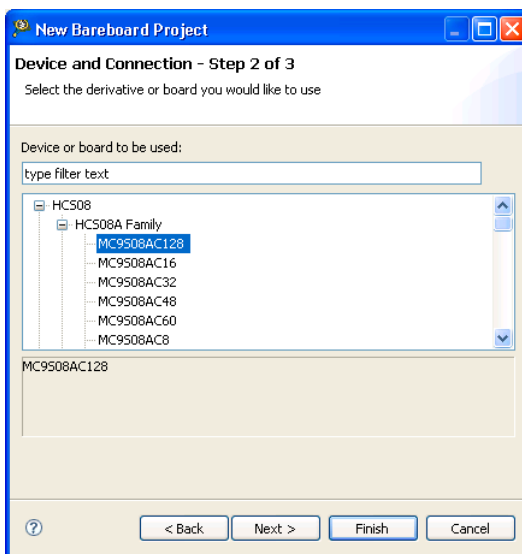 New Bareboard Project
Device and Connection - Step 2 of 3
Select the derivative or board you would like to use
Device or board to be used:
type filter text
HCS08
HCS08A Family
MC9S08AC128
MC9S08AC16
MC9S08AC32
MC9S08AC48
MC9S08AC60
MC9S08AC8
MC9S08AC128
< Back Next > Finish Cancel